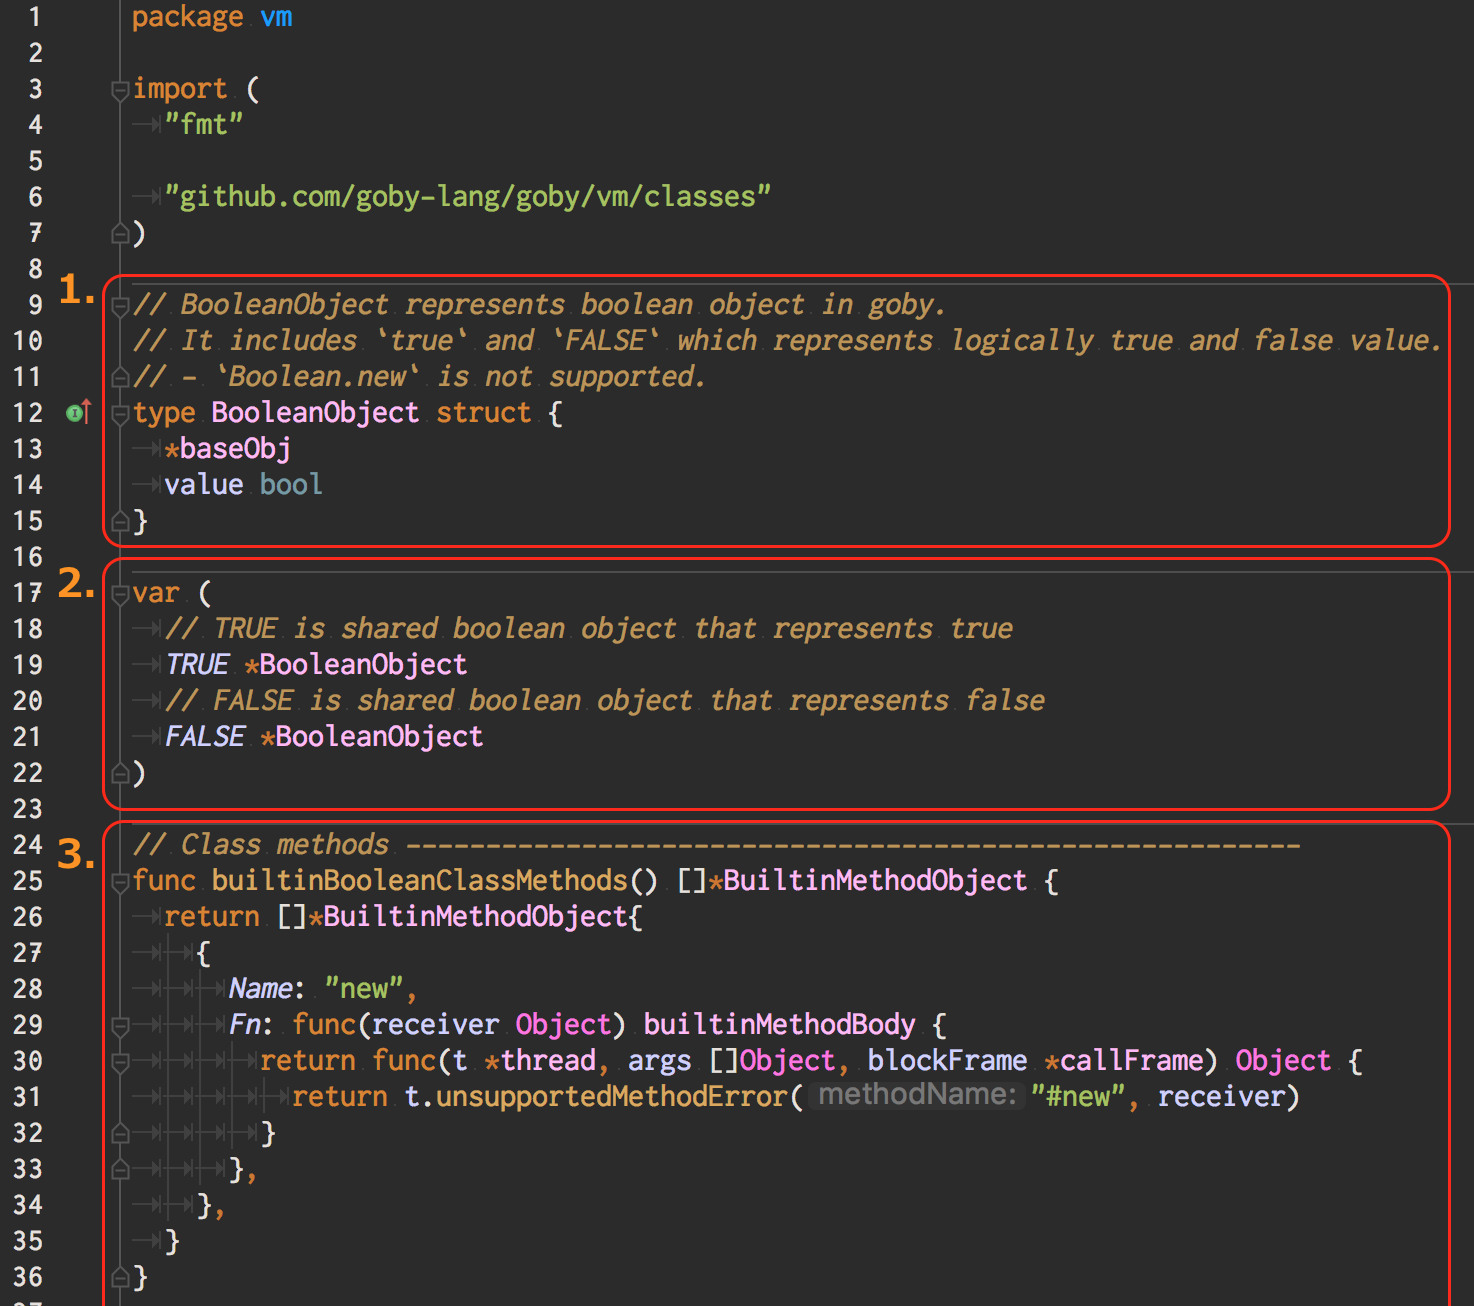 1 package vm
2
3 import (
4 "fmt"
5
6 "github.com/goby-lang/goby/vm/classes"
7 )
8
1.
9 // BooleanObject represents boolean object in goby.
10 // It includes `true` and `FALSE` which represents logically true and false value.
11 // - `Boolean.new` is not supported.
12 type BooleanObject struct {
13 *baseObj
14 value bool
15 }
16
2.
17 var (
18 // TRUE is shared boolean object that represents true
19 TRUE *BooleanObject
20 // FALSE is shared boolean object that represents false
21 FALSE *BooleanObject
22 )
23
3.
24 // Class methods --------------------------------------------------------
25 func builtinBooleanClassMethods() []*BuiltinMethodObject {
26 return []*BuiltinMethodObject{
27 {
28 Name: "new",
29 Fn: func(receiver Object) builtinMethodBody {
30 return func(t *thread, args []Object, blockFrame *callFrame) Object {
31 return t.unsupportedMethodError( methodName: "#new", receiver)
32 }
33 },
34 },
35 }
36 }